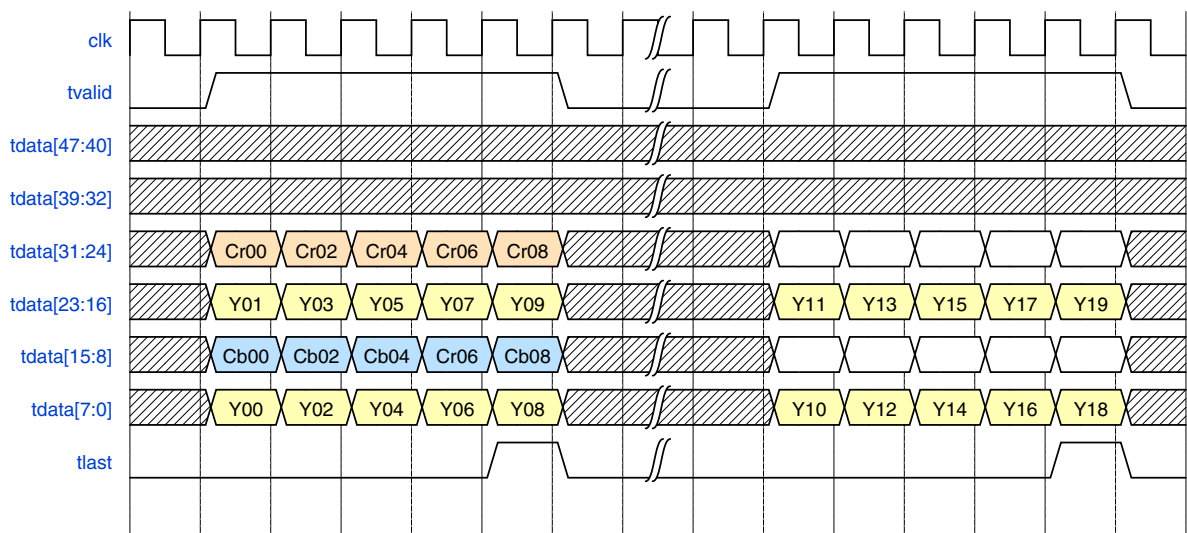 clk
tvalid
tdata[47:40]
tdata[39:32]
tdata[31:24] Cr00 Cr02 Cr04 Cr06 Cr08
tdata[23:16] Y01 Y03 Y05 Y07 Y09 Y11 Y13 Y15 Y17 Y19
tdata[15:8] Cb00 Cb02 Cb04 Cr06 Cb08
tdata[7:0] Y00 Y02 Y04 Y06 Y08 Y10 Y12 Y14 Y16 Y18
tlast